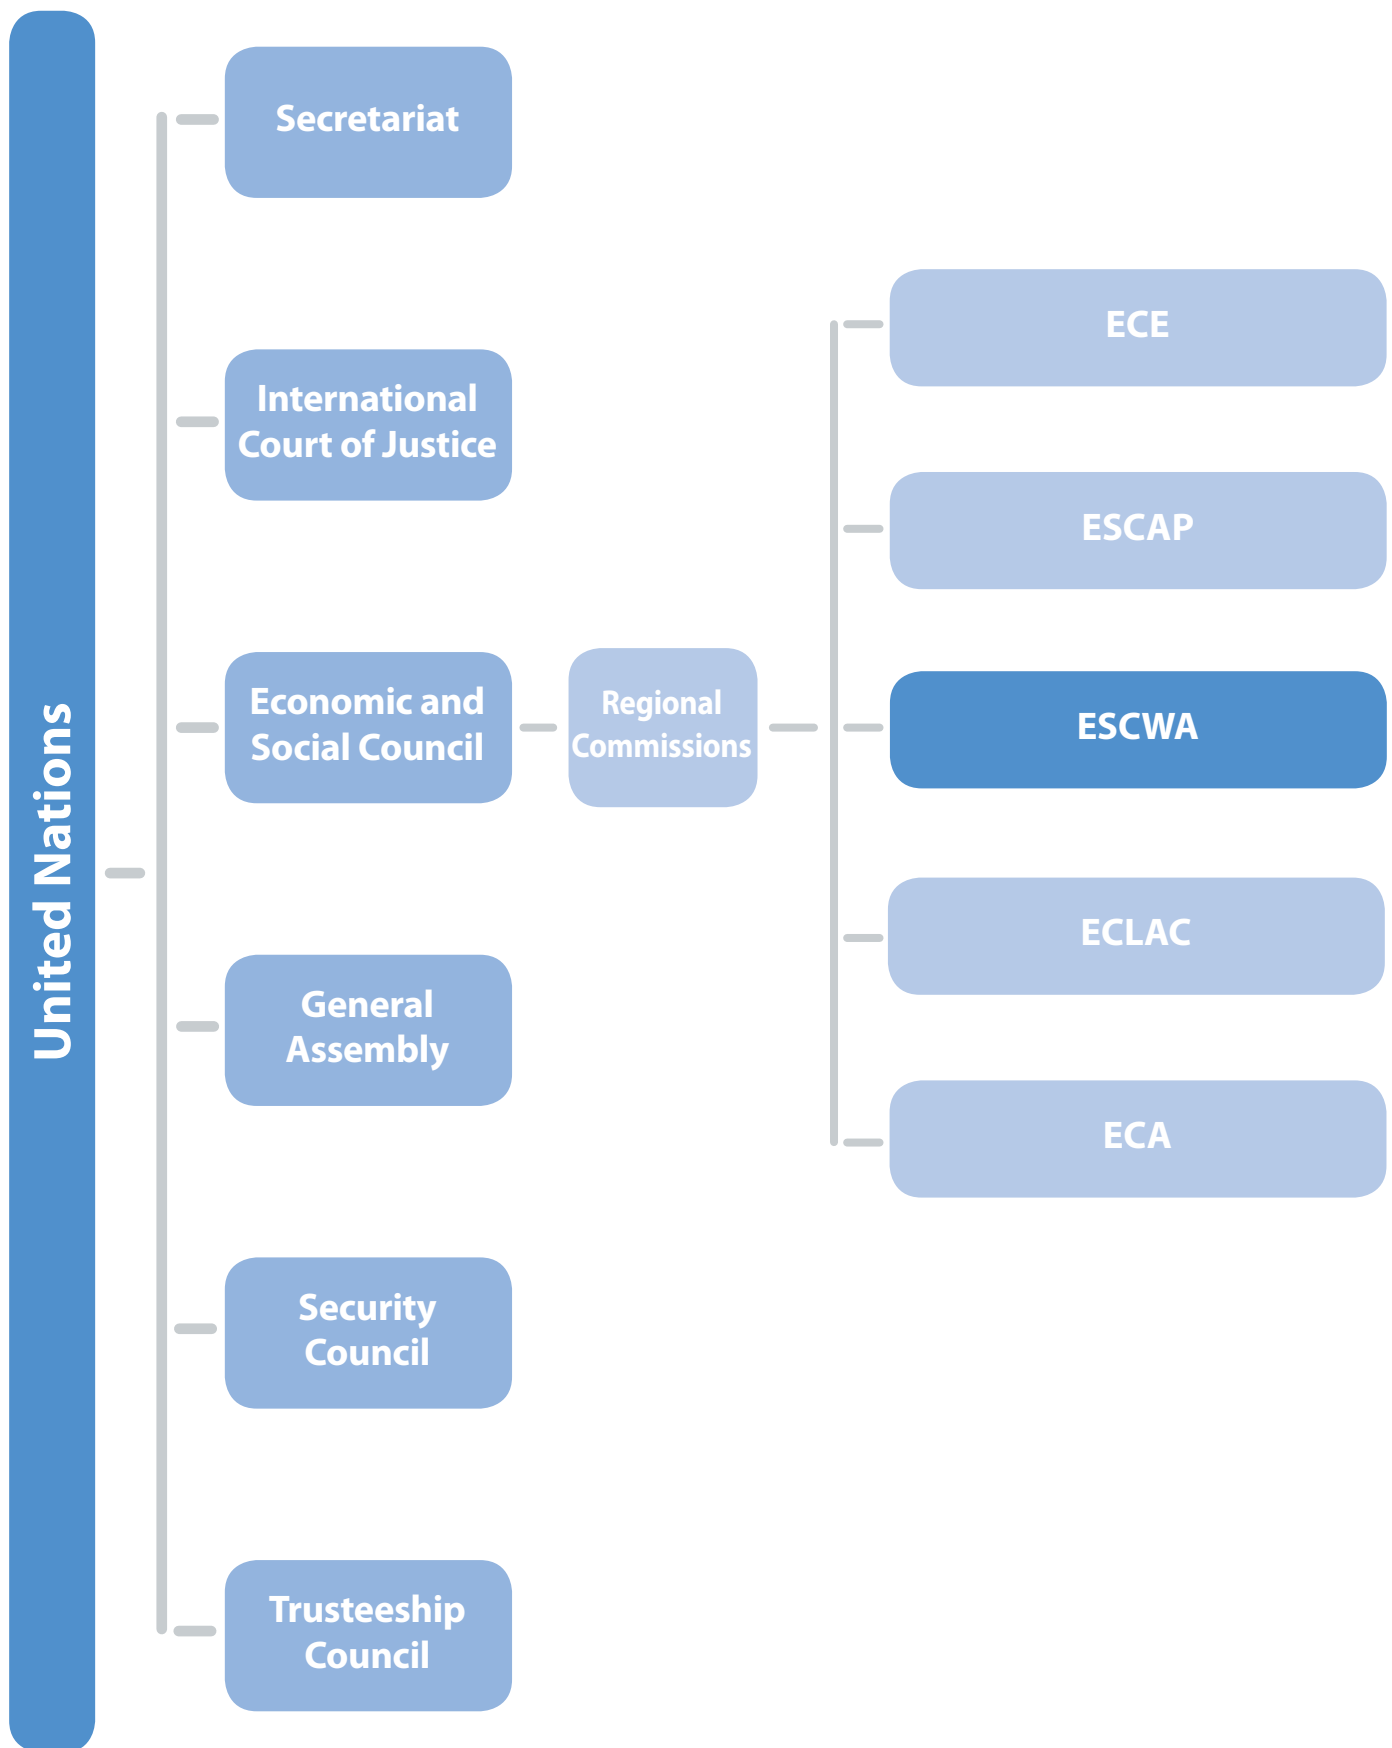 United Nations
Secretariat
International
Court of Justice
Economic and
Social Council
General
Assembly
Security
Council
Trusteeship
Council
Regional
Commissions
ECE
ESCAP
ESCWA
ECLAC
ECA